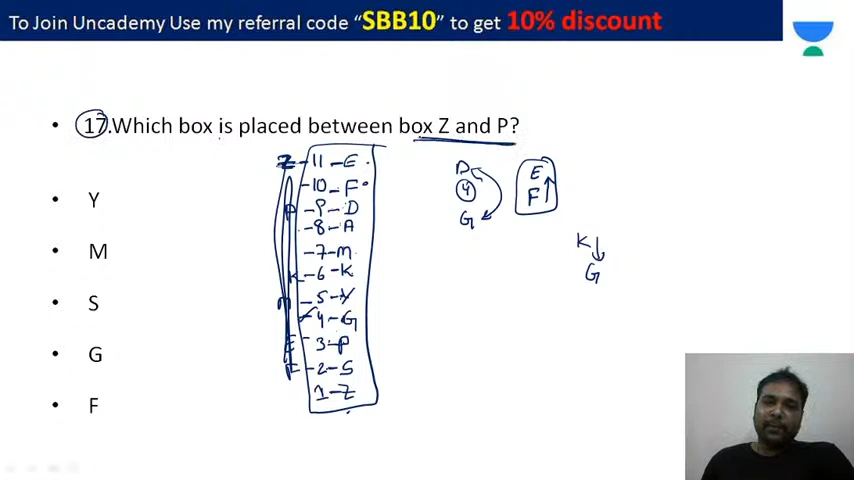 To Join Uncademy Use my referral code “SBB10” to get 10% discount
17.Which box is placed between box Z and P?
Y
M
S
G
F
Z - 11 - E
- 10 - F
- 9 - D
- 8 - A
- 7 - M
K - 6 - K
M - 5 - Y
- 4 - G
E - 3 - P
F - 2 - S
1 - Z
D
4
G
E
F
K
G